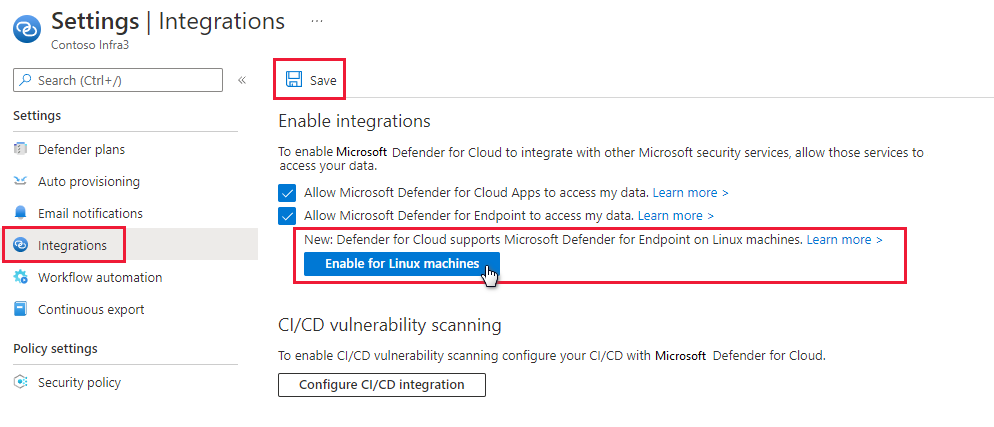 Settings | Integrations ...
Contoso Infra3
Search (Ctrl+/) «
Settings
Defender plans
Auto provisioning
Email notifications
Integrations
Workflow automation
Continuous export
Policy settings
Security policy
Save
Enable integrations
To enable Microsoft Defender for Cloud to integrate with other Microsoft security services, allow those services to
access your data.
Allow Microsoft Defender for Cloud Apps to access my data. Learn more >
Allow Microsoft Defender for Endpoint to access my data. Learn more >
New: Defender for Cloud supports Microsoft Defender for Endpoint on Linux machines. Learn more >
Enable for Linux machines
CI/CD vulnerability scanning
To enable CI/CD vulnerability scanning configure your CI/CD with Microsoft Defender for Cloud.
Configure CI/CD integration